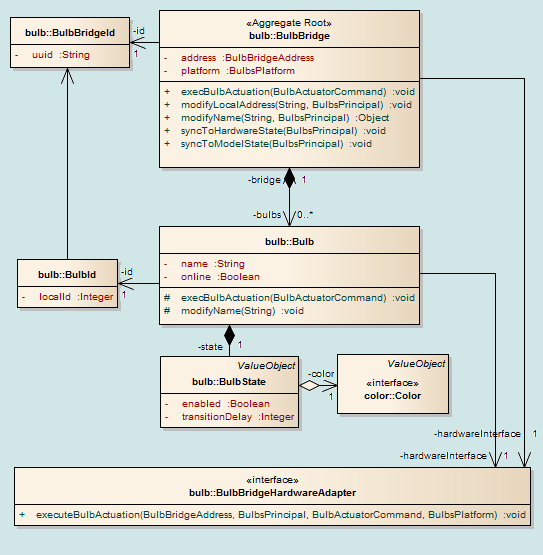 bulb::BulbBridgeId
- uuid :String
-id
1
«Aggregate Root»
bulb::BulbBridge
- address :BulbBridgeAddress
- platform :BulbsPlatform
+ execBulbActuation(BulbActuatorCommand) :void
+ modifyLocalAddress(String, BulbsPrincipal) :void
+ modifyName(String, BulbsPrincipal) :Object
+ syncToHardwareState(BulbsPrincipal) :void
+ syncToModelState(BulbsPrincipal) :void
-bridge 1
-bulbs 0..*
bulb::Bulb
- name :String
- online :Boolean
# execBulbActuation(BulbActuatorCommand) :void
# modifyName(String) :void
bulb::BulbId
- localId :Integer
-id
1
-state 1
ValueObject
bulb::BulbState
- enabled :Boolean
- transitionDelay :Integer
-color
1
ValueObject
«interface»
color::Color
-hardwareInterface 1
-hardwareInterface 1
«interface»
bulb::BulbBridgeHardwareAdapter
+ executeBulbActuation(BulbBridgeAddress, BulbsPrincipal, BulbActuatorCommand, BulbsPlatform) :void